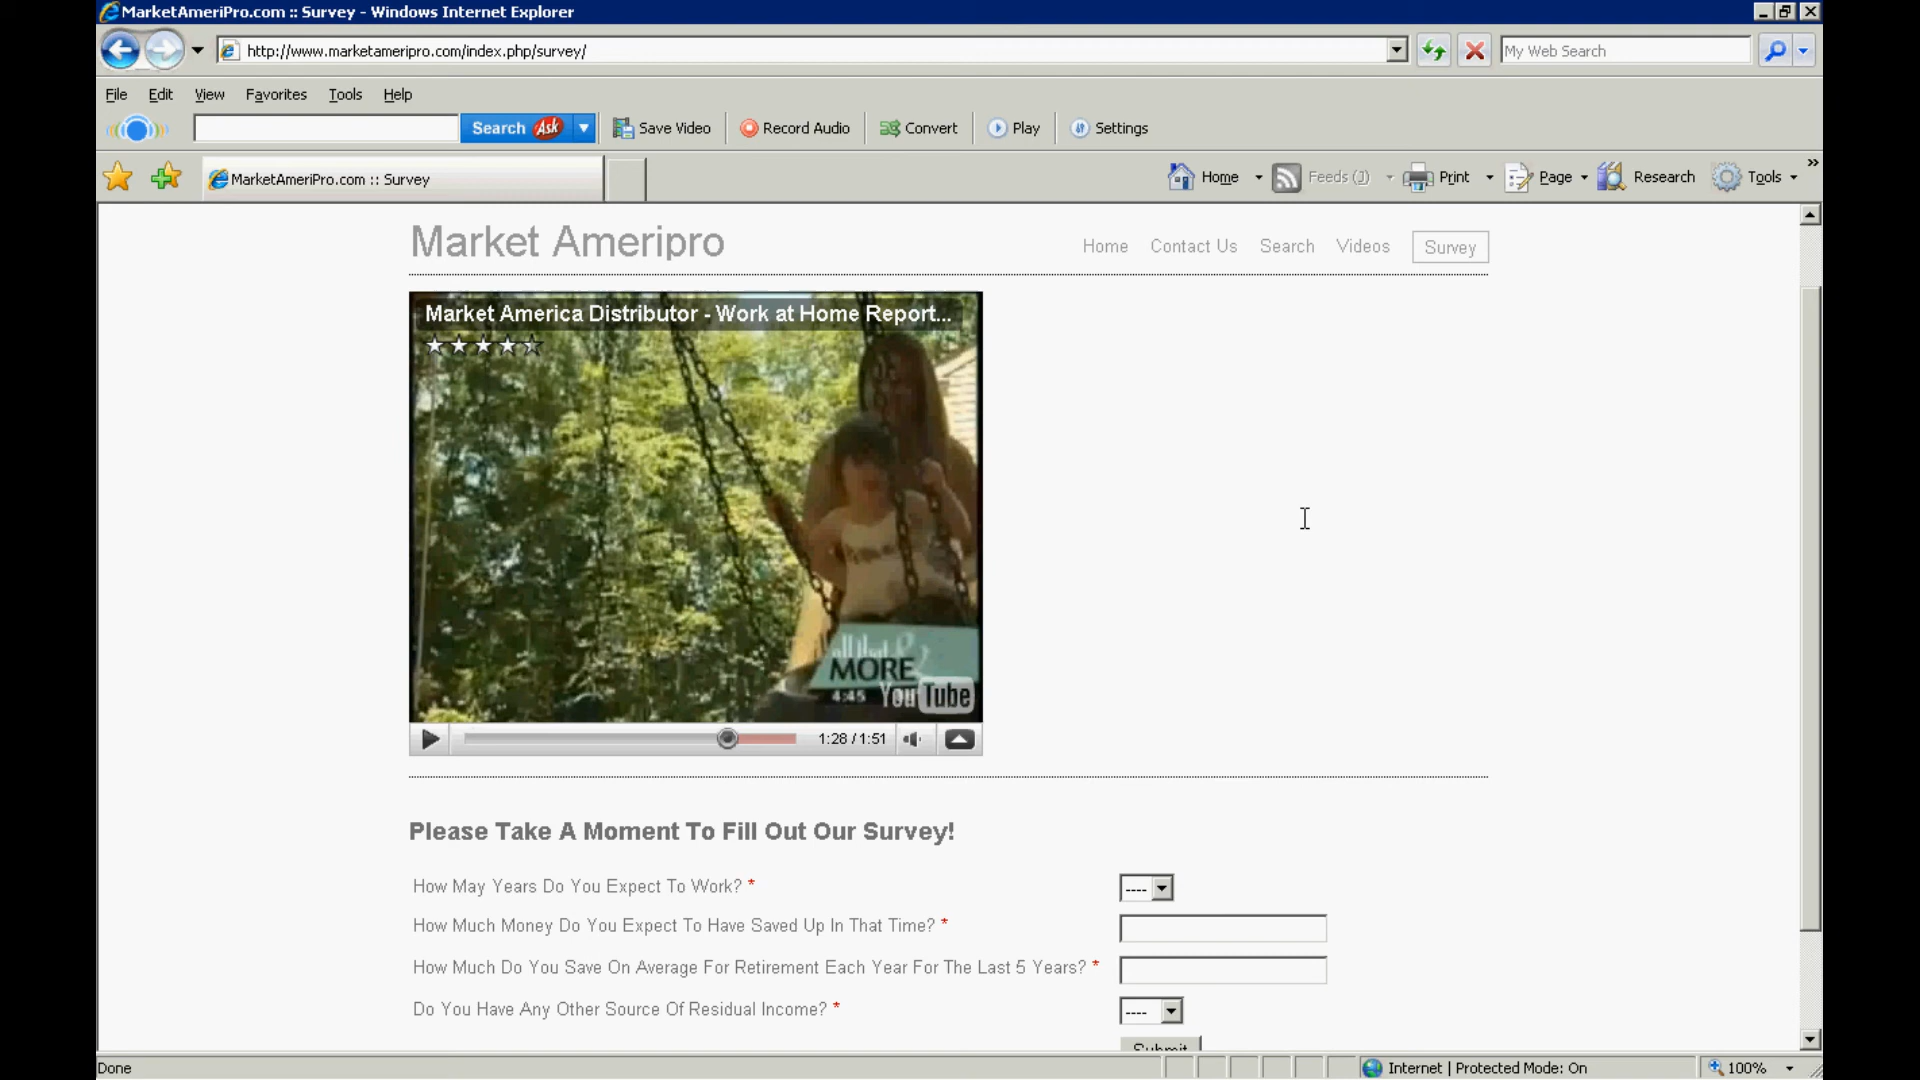 MarketAmeriPro.com :: Survey - Windows Internet Explorer
http://www.marketameripro.com/index.php/survey/
My Web Search
File Edit View Favorites Tools Help
Search Ask Save Video Record Audio Convert Play Settings
MarketAmeriPro.com :: Survey
Home Feeds (J) Print Page Research Tools »
Market Ameripro
Home Contact Us Search Videos Survey
Market America Distributor - Work at Home Report...
MORE
4:45 YouTube
1:28 / 1:51
Please Take A Moment To Fill Out Our Survey!
How May Years Do You Expect To Work? * ----
How Much Money Do You Expect To Have Saved Up In That Time? *
How Much Do You Save On Average For Retirement Each Year For The Last 5 Years? *
Do You Have Any Other Source Of Residual Income? * ----
Submit
Done
Internet | Protected Mode: On
100%